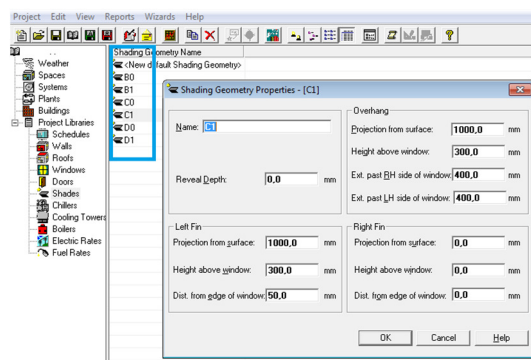 Project Edit View Reports Wizards Help
..
Weather
Spaces
Systems
Plants
Buildings
Project Libraries
Schedules
Walls
Roofs
Windows
Doors
Shades
Chillers
Cooling Towers
Boilers
Electric Rates
Fuel Rates
Shading Geometry Name
<New default Shading Geometry>
B0
B1
C0
C1
D0
D1
Shading Geometry Properties - [C1]
Name: C1
Reveal Depth: 0,0 mm
Overhang
Projection from surface: 1000,0 mm
Height above window: 300,0 mm
Ext. past RH side of window: 400,0 mm
Ext. past LH side of window: 400,0 mm
Left Fin
Projection from surface: 1000,0 mm
Height above window: 300,0 mm
Dist. from edge of window: 50,0 mm
Right Fin
Projection from surface: 0,0 mm
Height above window: 0,0 mm
Dist. from edge of window: 0,0 mm
OK Cancel Help